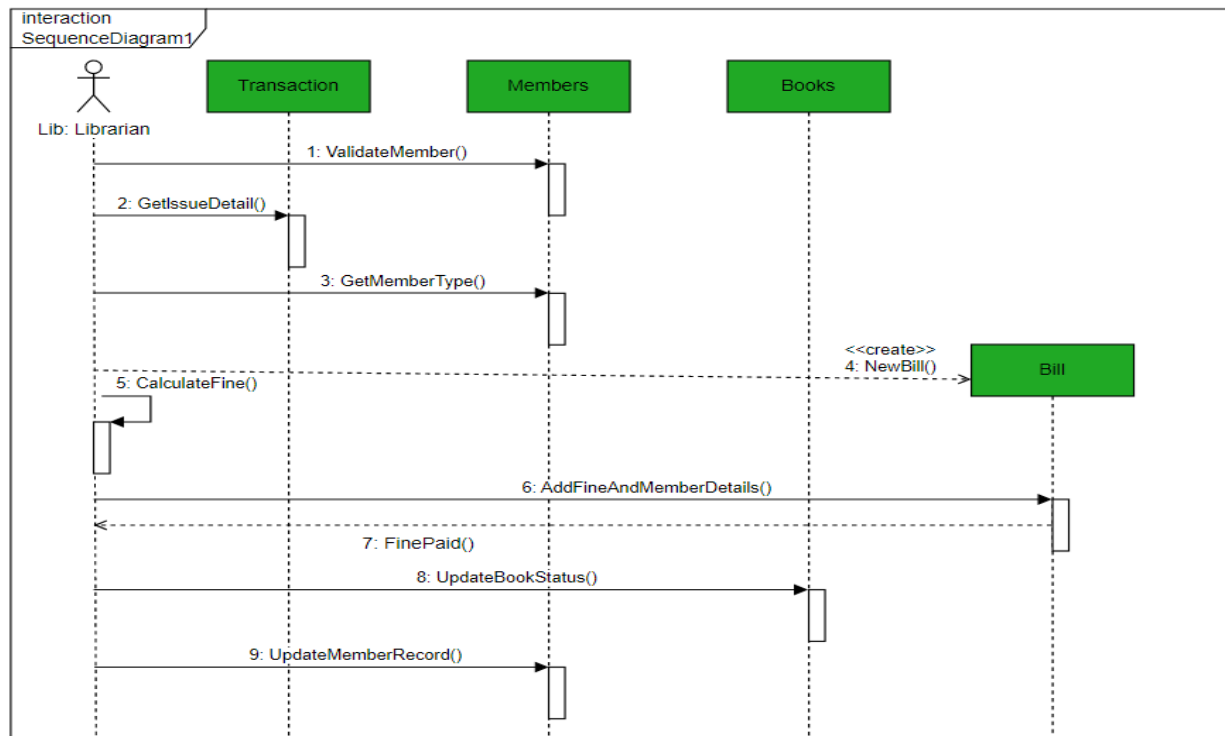 interaction
SequenceDiagram1
Transaction
Members
Books
Lib: Librarian
1: ValidateMember()
2: GetIssueDetail()
3: GetMemberType()
<<create>>
4: NewBill()
Bill
5: CalculateFine()
6: AddFineAndMemberDetails()
7: FinePaid()
8: UpdateBookStatus()
9: UpdateMemberRecord()